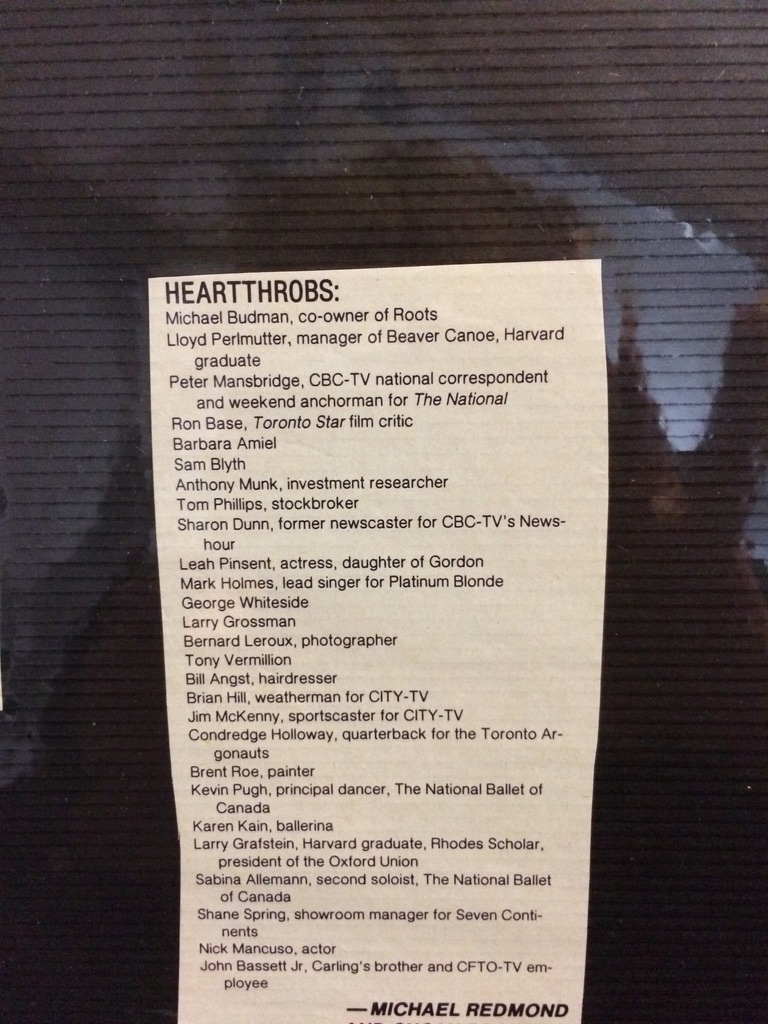 HEARTTHROBS:
Michael Budman, co-owner of Roots
Lloyd Perlmutter, manager of Beaver Canoe, Harvard
graduate
Peter Mansbridge, CBC-TV national correspondent
and weekend anchorman for The National
Ron Base, Toronto Star film critic
Barbara Amiel
Sam Blyth
Anthony Munk, investment researcher
Tom Phillips, stockbroker
Sharon Dunn, former newscaster for CBC-TV's News-
hour
Leah Pinsent, actress, daughter of Gordon
Mark Holmes, lead singer for Platinum Blonde
George Whiteside
Larry Grossman
Bernard Leroux, photographer
Tony Vermillion
Bill Angst, hairdresser
Brian Hill, weatherman for CITY-TV
Jim McKenny, sportscaster for CITY-TV
Condredge Holloway, quarterback for the Toronto Ar-
gonauts
Brent Roe, painter
Kevin Pugh, principal dancer, The National Ballet of
Canada
Karen Kain, ballerina
Larry Grafstein, Harvard graduate, Rhodes Scholar,
president of the Oxford Union
Sabina Allemann, second soloist, The National Ballet
of Canada
Shane Spring, showroom manager for Seven Conti-
nents
Nick Mancuso, actor
John Bassett Jr, Carling's brother and CFTO-TV em-
ployee
—MICHAEL REDMOND